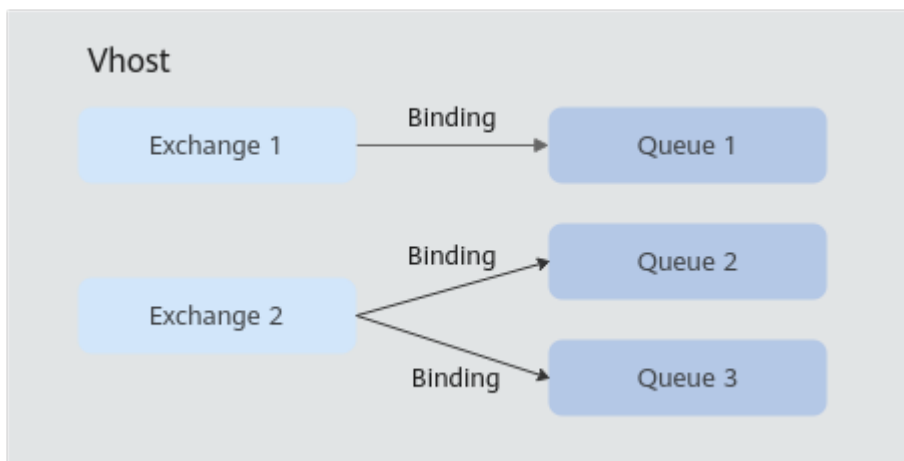 Vhost
Exchange 1
Binding
Queue 1
Exchange 2
Binding
Queue 2
Binding
Queue 3